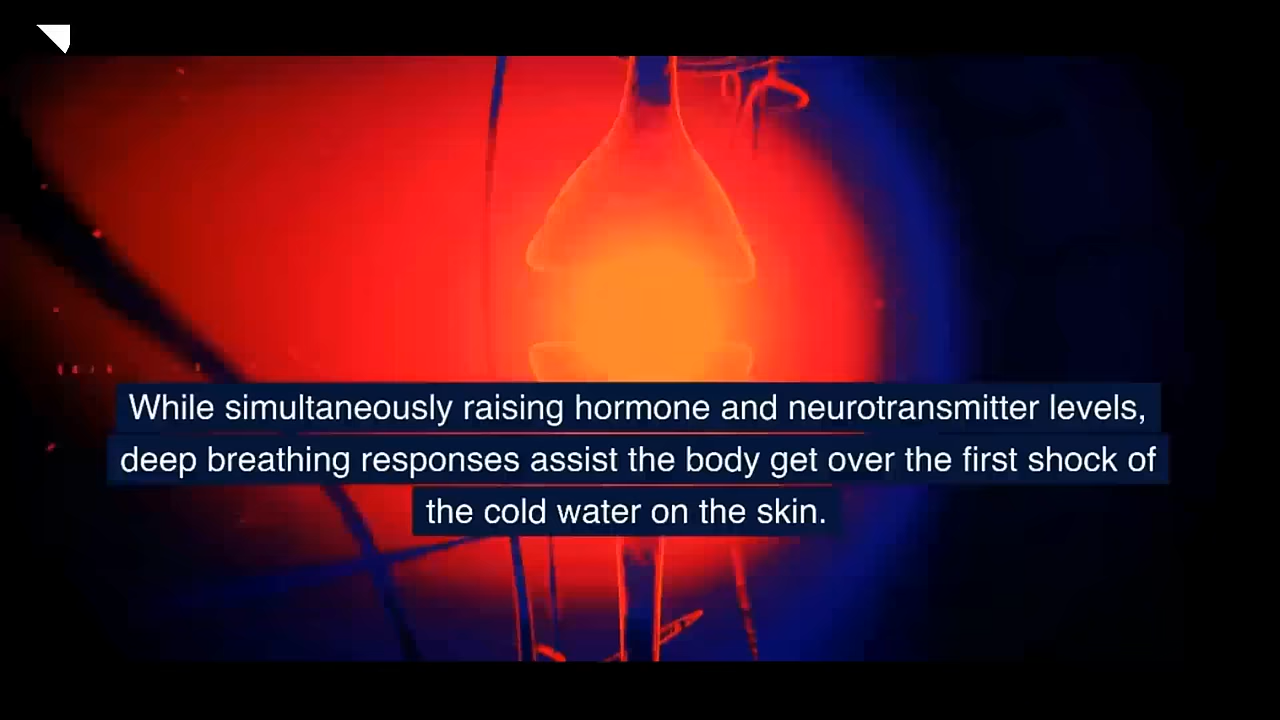 While simultaneously raising hormone and neurotransmitter levels,
deep breathing responses assist the body get over the first shock of
the cold water on the skin.